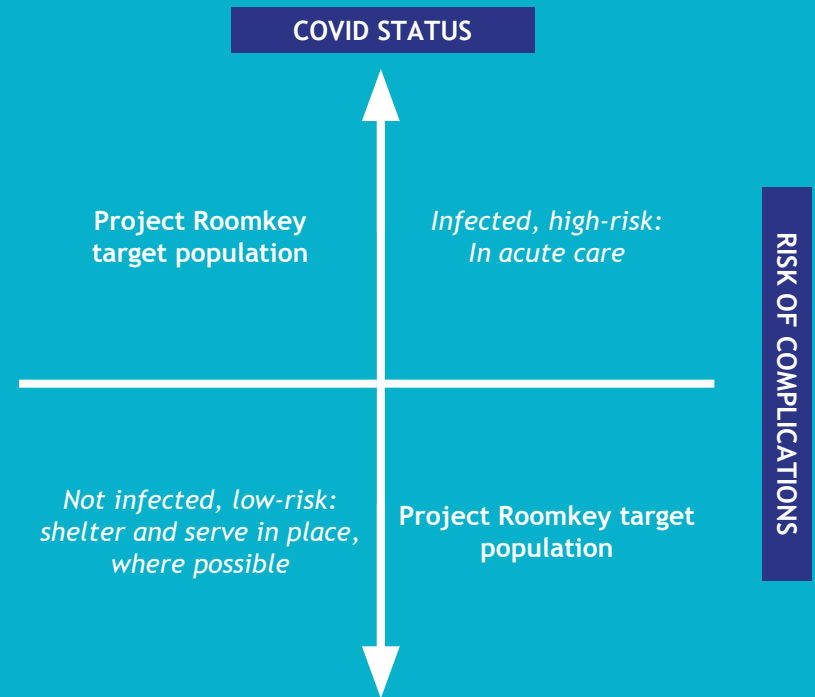 COVID STATUS
Project Roomkey
target population
Infected, high-risk:
In acute care
RISK OF COMPLICATIONS
Not infected, low-risk:
shelter and serve in place,
where possible
Project Roomkey target
population